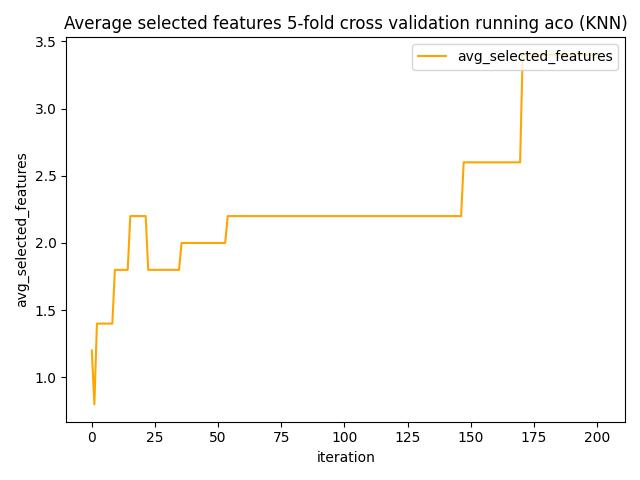 Average selected features 5-fold cross validation running aco (KNN)
avg_selected_features
3.5
3.0
2.5
2.0
1.5
1.0
avg_selected_features
0 25 50 75 100 125 150 175 200
iteration